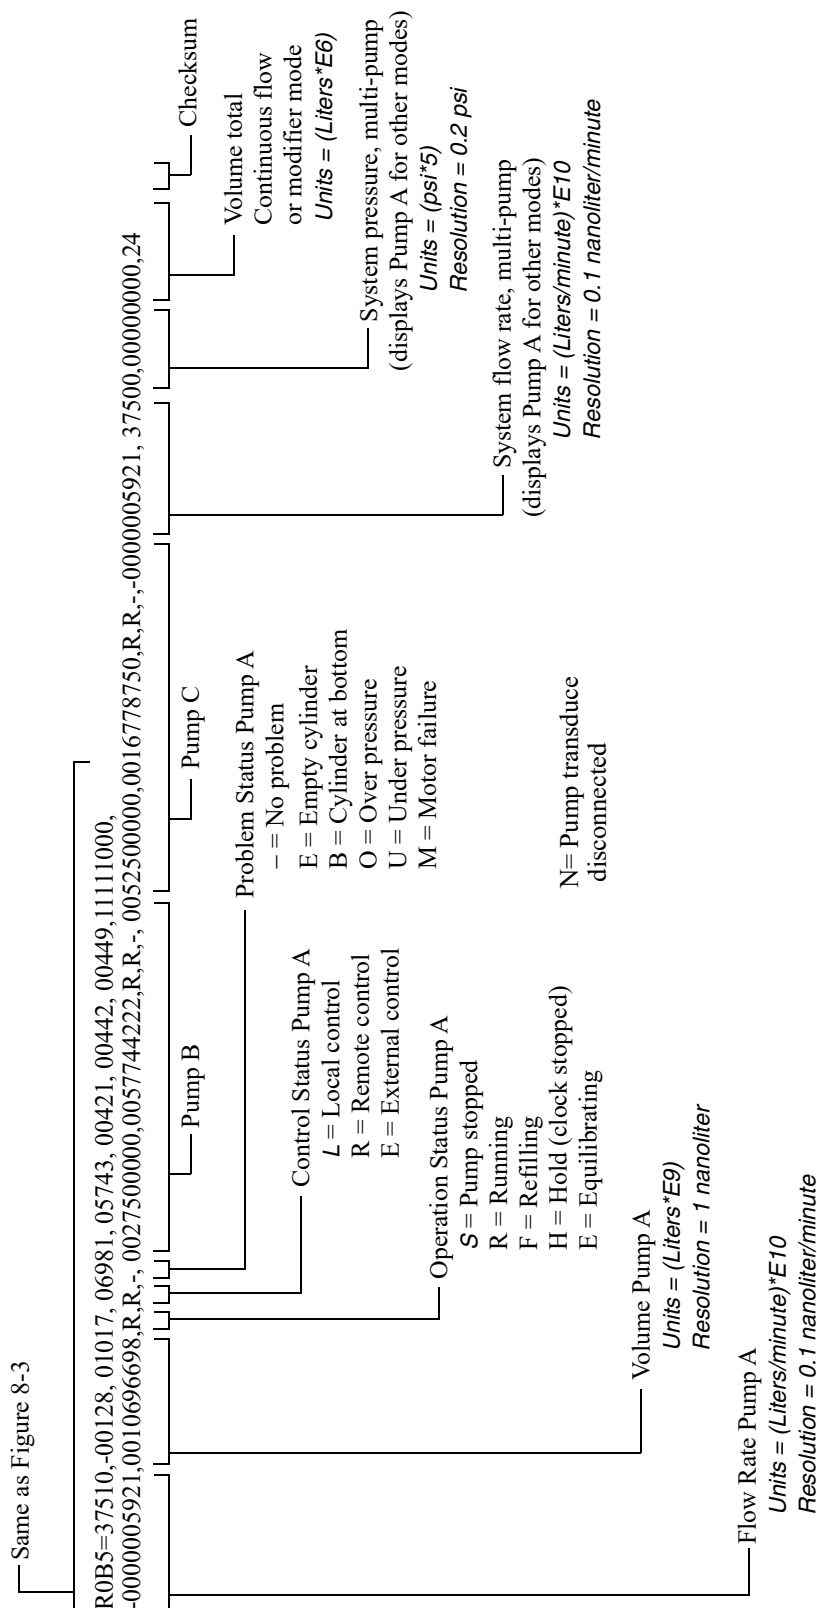 Same as Figure 8-3
R0B5=37510,-00128, 01017, 06981, 05743, 00421, 00442, 00449,11111000,
-0000005921,0010696698,R,R,-, 0027500000,0057744222,R,R,-, 0052500000,0016778750,R,R,-,-0000005921, 37500,000000000,24
Pump B
Pump C
Checksum
Volume total
Continuous flow
or modifier mode
Units = (Liters*E6)
System pressure, multi-pump
(displays Pump A for other modes)
Units = (psi*5)
Resolution = 0.2 psi
System flow rate, multi-pump
(displays Pump A for other modes)
Units = (Liters/minute)*E10
Resolution = 0.1 nanoliter/minute
Problem Status Pump A
– = No problem
E = Empty cylinder
B = Cylinder at bottom
O = Over pressure
U = Under pressure
M = Motor failure
N= Pump transduce
disconnected
Control Status Pump A
L = Local control
R = Remote control
E = External control
Operation Status Pump A
S = Pump stopped
R = Running
F = Refilling
H = Hold (clock stopped)
E = Equilibrating
Volume Pump A
Units = (Liters*E9)
Resolution = 1 nanoliter
Flow Rate Pump A
Units = (Liters/minute)*E10
Resolution = 0.1 nanoliter/minute